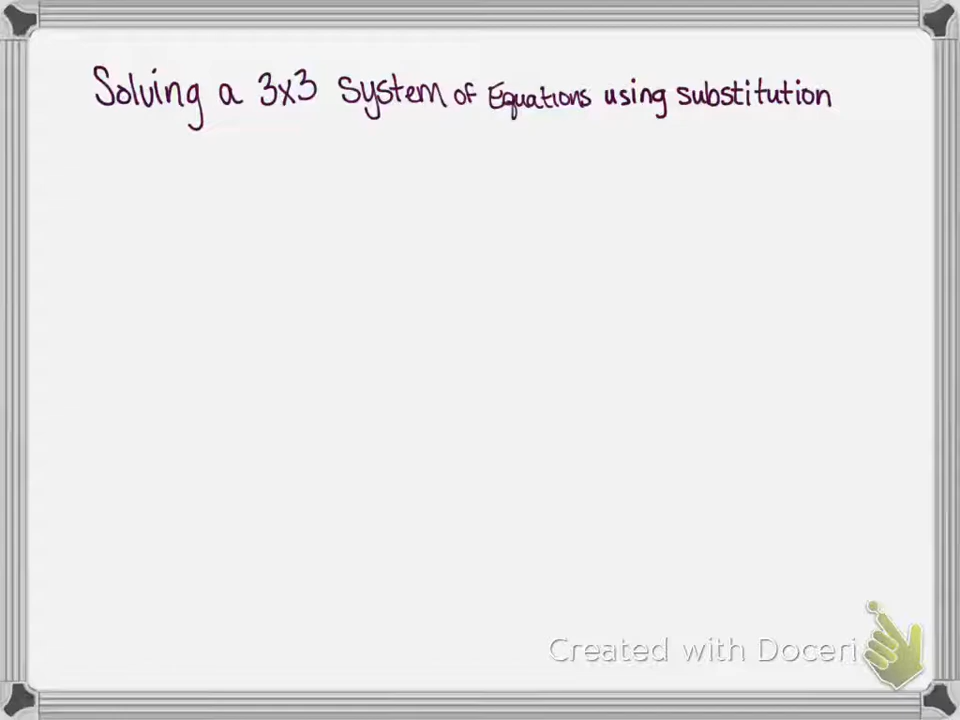 Solving a 3x3 System of Equations using substitution
Created with Doceri